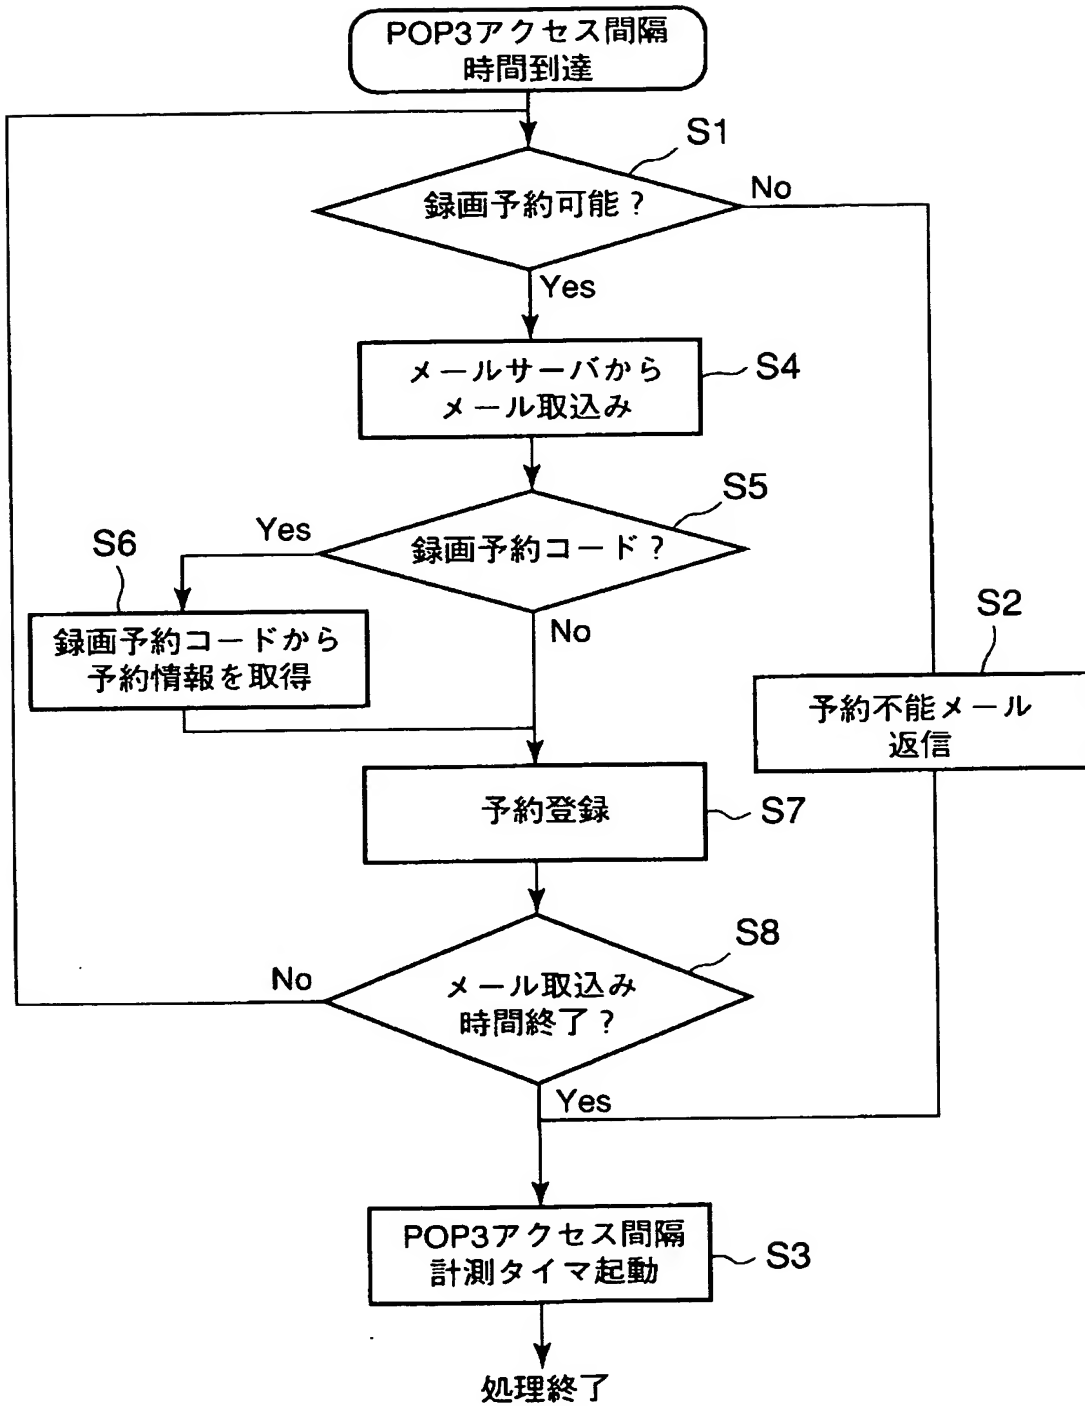 POP3アクセス間隔
時間到達
S1
録画予約可能？
No
Yes
メールサーバから
メール取込み
S4
S5
録画予約コード？
Yes
No
S6
録画予約コードから
予約情報を取得
S2
予約不能メール
返信
予約登録
S7
S8
メール取込み
時間終了？
No
Yes
POP3アクセス間隔
計測タイマ起動
S3
処理終了